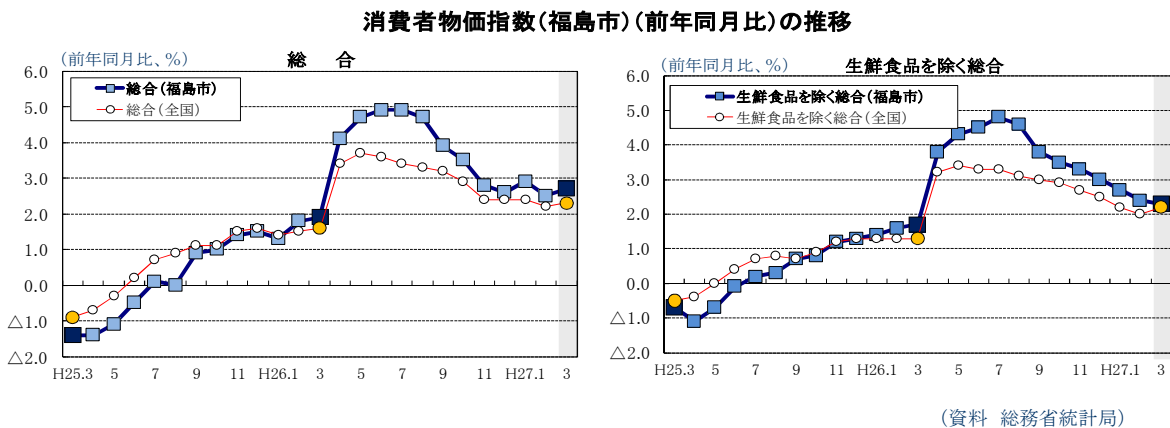 消費者物価指数(福島市)(前年同月比)の推移
(前年同月比、%)
総 合
6.0
5.0
4.0
3.0
2.0
1.0
0.0
△1.0
△2.0
総合(福島市)
総合(全国)
H25.3 5 7 9 11 H26.1 3 5 7 9 11 H27.1 3
(前年同月比、%)
生鮮食品を除く総合
6.0
5.0
4.0
3.0
2.0
1.0
0.0
△1.0
△2.0
生鮮食品を除く総合(福島市)
生鮮食品を除く総合(全国)
H25.3 5 7 9 11 H26.1 3 5 7 9 11 H27.1 3
(資料 総務省統計局)